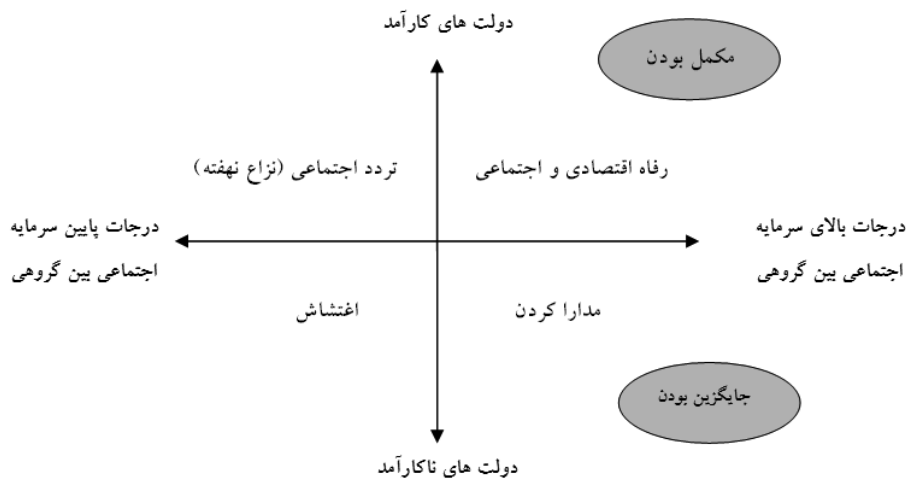 دولت های کارآمد
مکمل بودن
رفاه اقتصادی و اجتماعی
تردد اجتماعی (نزاع نهفته)
درجات بالای سرمایه
اجتماعی بین گروهی
درجات پایین سرمایه
اجتماعی بین گروهی
مدارا کردن
اغتشاش
جایگزین بودن
دولت های ناکارآمد